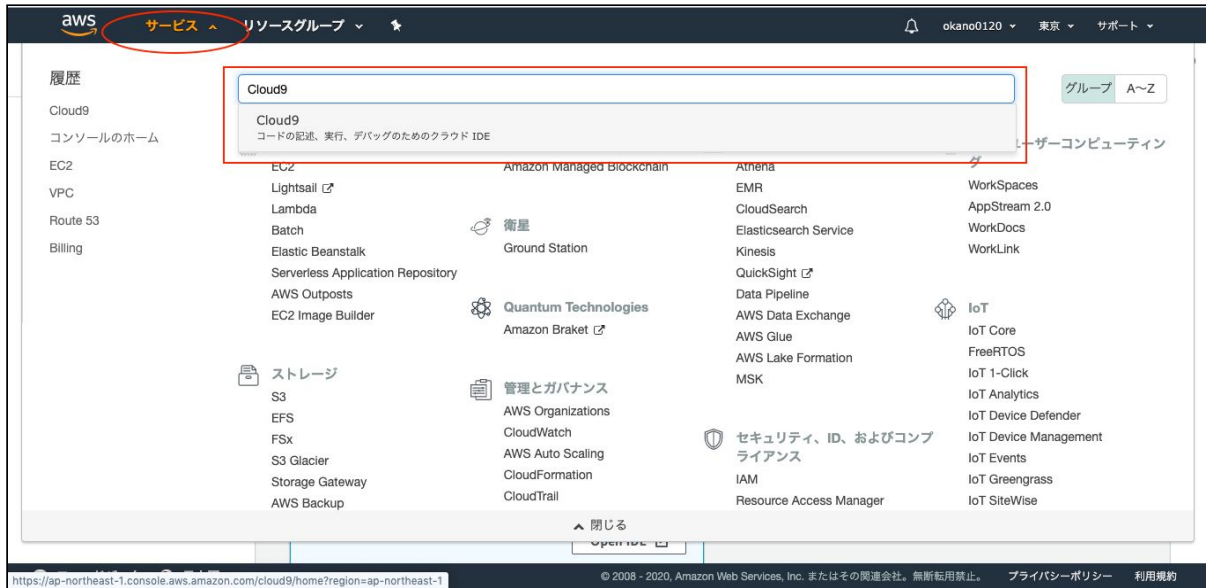 aws
サービス
リソースグループ
okano0120
東京
サポート
履歴
Cloud9
コンソールのホーム
EC2
VPC
Route 53
Billing
Cloud9
グループ
A〜Z
Cloud9
コードの記述、実行、デバッグのためのクラウド IDE
EC2
Lightsail
Lambda
Batch
Elastic Beanstalk
Serverless Application Repository
AWS Outposts
EC2 Image Builder
ストレージ
S3
EFS
FSx
S3 Glacier
Storage Gateway
AWS Backup
Amazon Managed Blockchain
衛星
Ground Station
Quantum Technologies
Amazon Braket
管理とガバナンス
AWS Organizations
CloudWatch
AWS Auto Scaling
CloudFormation
CloudTrail
Athena
EMR
CloudSearch
Elasticsearch Service
Kinesis
QuickSight
Data Pipeline
AWS Data Exchange
AWS Glue
AWS Lake Formation
MSK
セキュリティ、ID、およびコンプ
ライアンス
IAM
Resource Access Manager
ーザーコンピューティン
グ
WorkSpaces
AppStream 2.0
WorkDocs
WorkLink
IoT
IoT Core
FreeRTOS
IoT 1-Click
IoT Analytics
IoT Device Defender
IoT Device Management
IoT Events
IoT Greengrass
IoT SiteWise
閉じる
Open IDE
https://ap-northeast-1.console.aws.amazon.com/cloud9/home?region=ap-northeast-1
© 2008 - 2020, Amazon Web Services, Inc. またはその関連会社。無断転用禁止。
プライバシーポリシー
利用規約